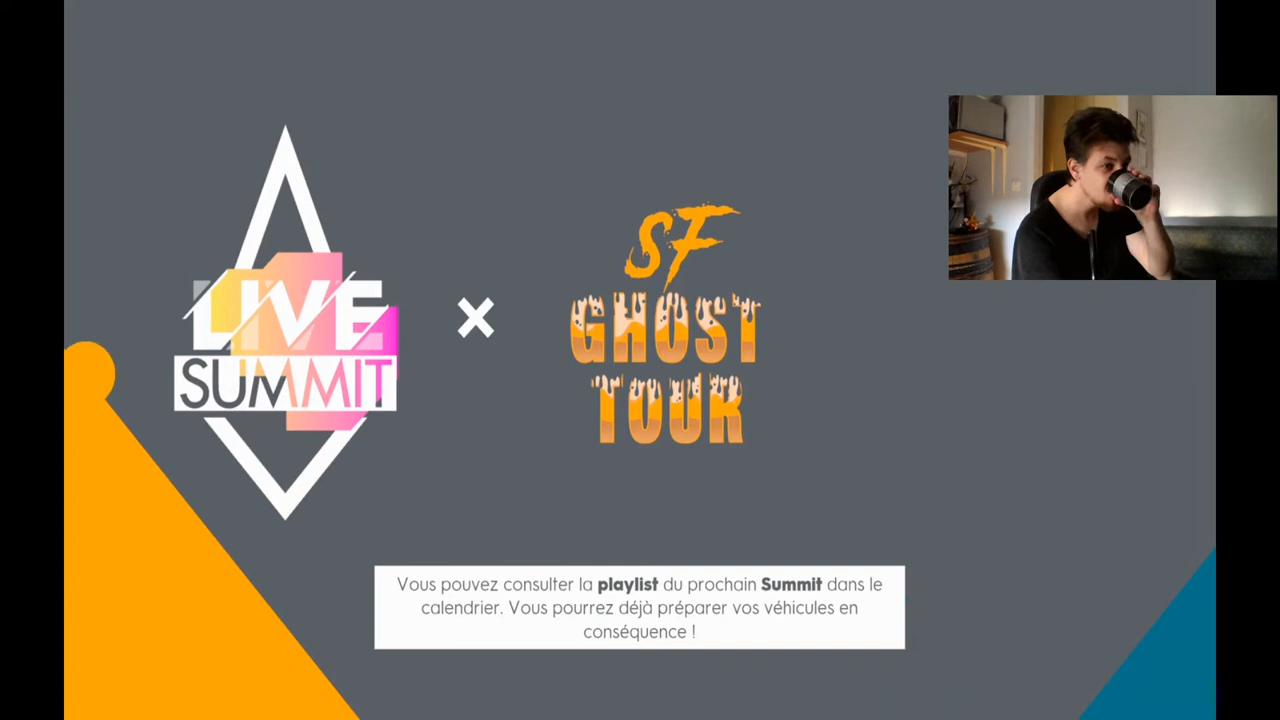 LIVE
SUMMIT
×
SF
GHOST
TOUR
Vous pouvez consulter la playlist du prochain Summit dans le
calendrier. Vous pourrez déjà préparer vos véhicules en
conséquence !